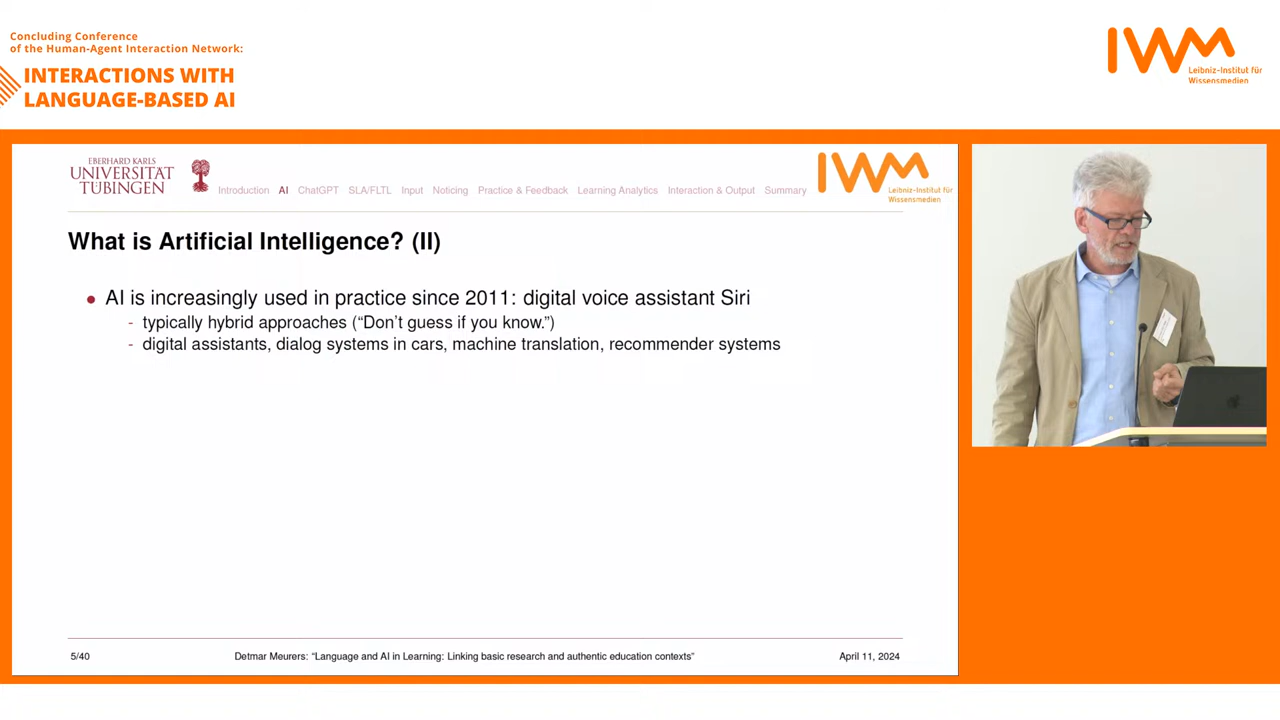 Concluding Conference
of the Human-Agent Interaction Network:
INTERACTIONS WITH
LANGUAGE-BASED AI
IWM
Leibniz-Institut für
Wissensmedien
EBERHARD KARLS
UNIVERSITÄT
TÜBINGEN
Introduction AI ChatGPT SLA/FLTL Input Noticing Practice & Feedback Learning Analytics Interaction & Output Summary
IWM
Leibniz-Institut für
Wissensmedien
What is Artificial Intelligence? (II)
• AI is increasingly used in practice since 2011: digital voice assistant Siri
- typically hybrid approaches (“Don’t guess if you know.”)
- digital assistants, dialog systems in cars, machine translation, recommender systems
5/40 Detmar Meurers: “Language and AI in Learning: Linking basic research and authentic education contexts” April 11, 2024